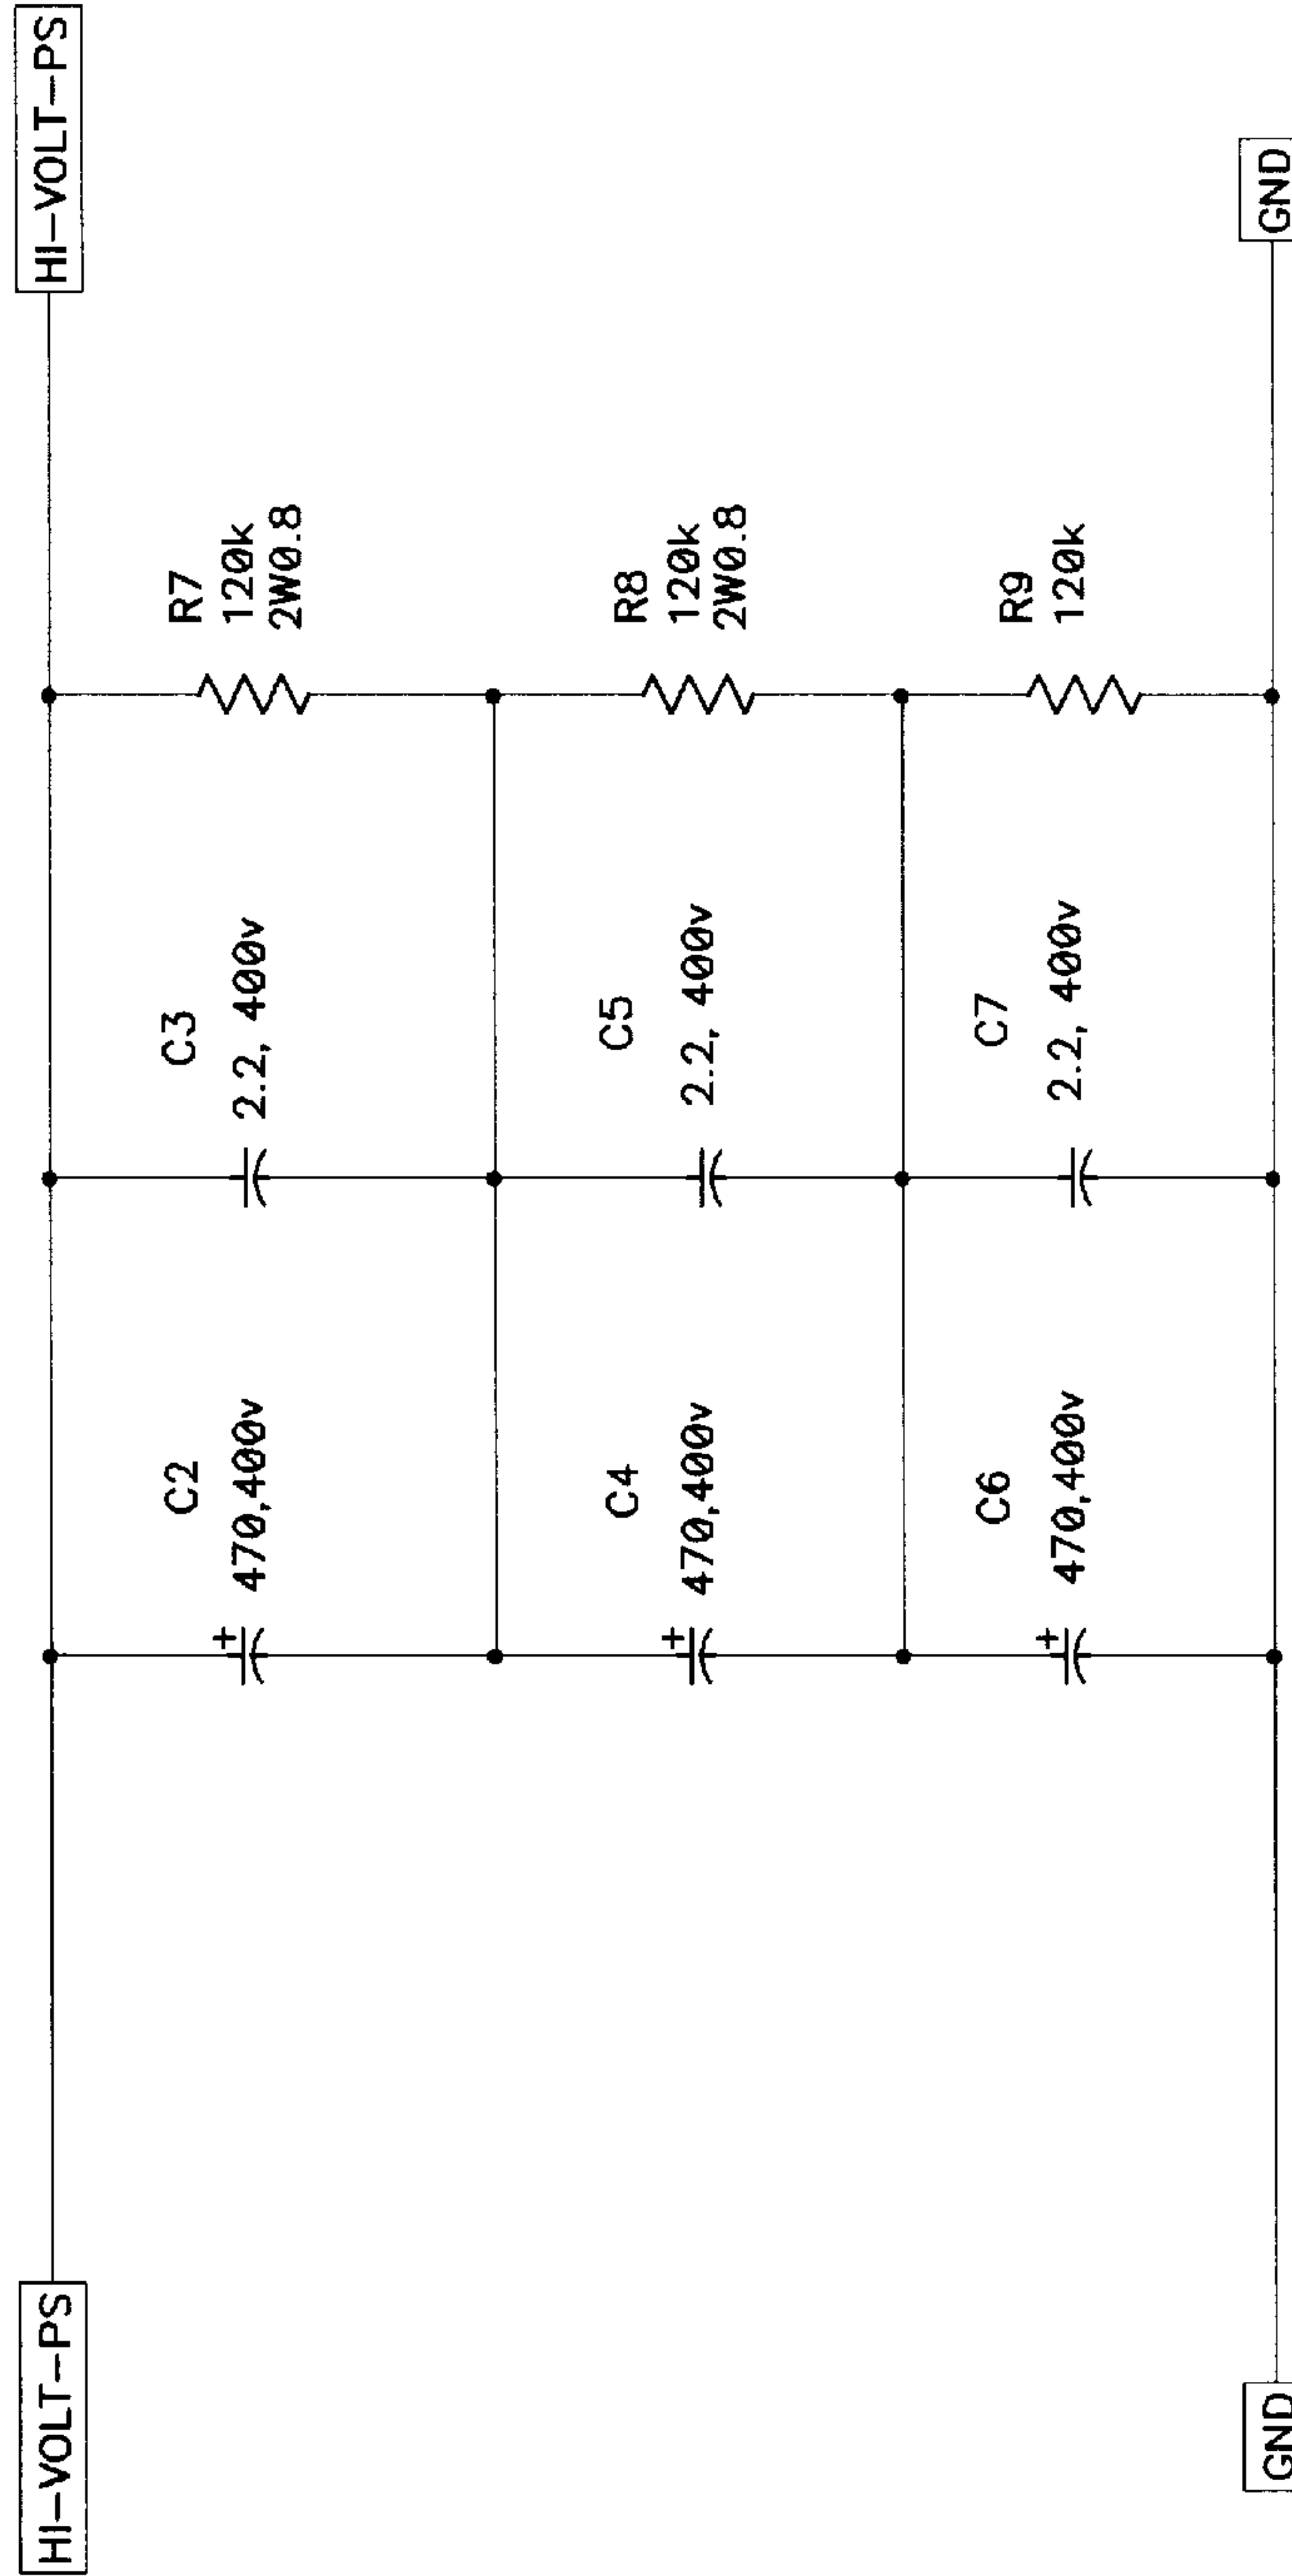 HI-VOLT-PS
HI-VOLT-PS
C2
470,400v
C3
2.2, 400v
R7
120k
2W0.8
C4
470,400v
C5
2.2, 400v
R8
120k
2W0.8
C6
470,400v
C7
2.2, 400v
R9
120k
GND
GND